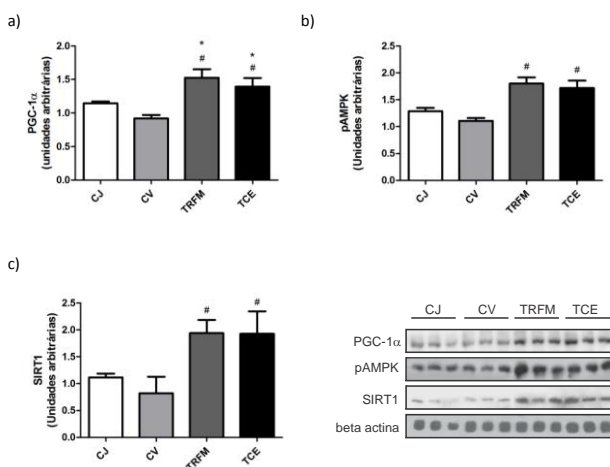 a)
PGC-1α
(unidades arbitrárias)
2.0
1.5
1.0
0.5
0.0
*
#
*
#
CJ
CV
TRFM
TCE
b)
pAMPK
(Unidades arbitrárias)
2.5
2.0
1.5
1.0
0.5
0.0
#
#
CJ
CV
TRFM
TCE
c)
SIRT1
(Unidades arbitrárias)
2.5
2.0
1.5
1.0
0.5
0.0
#
#
CJ
CV
TRFM
TCE
CJ CV TRFM TCE
PGC-1α
pAMPK
SIRT1
beta actina